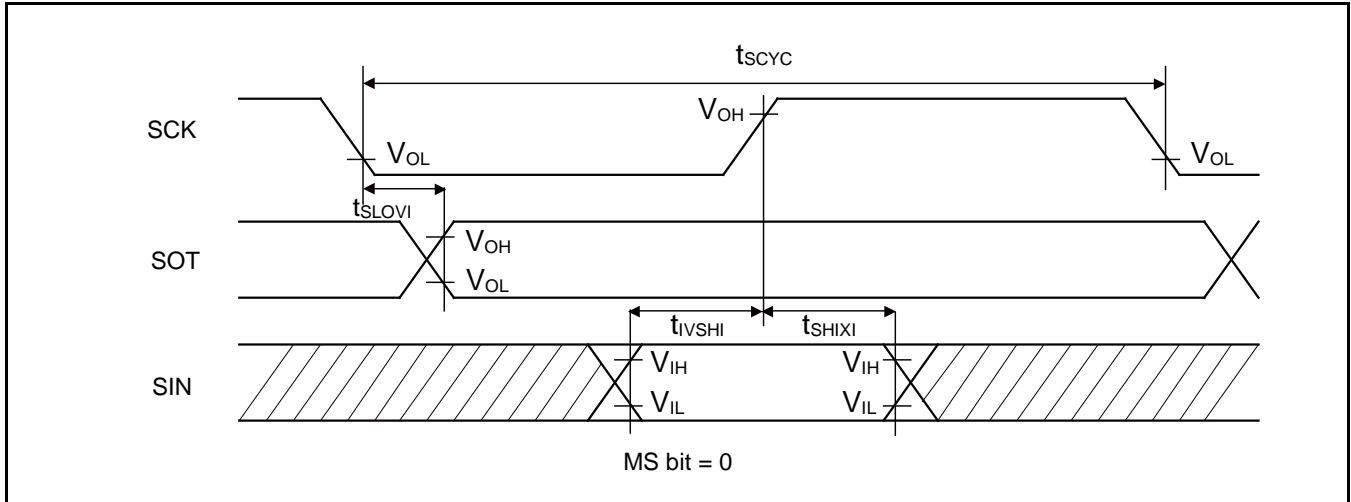 tSCYC
SCK
VOH
VOL
VOL
tSLOVI
SOT
VOH
VOL
tIVSHI
tSHIXI
SIN
VIH
VIH
VIL
VIL
MS bit = 0